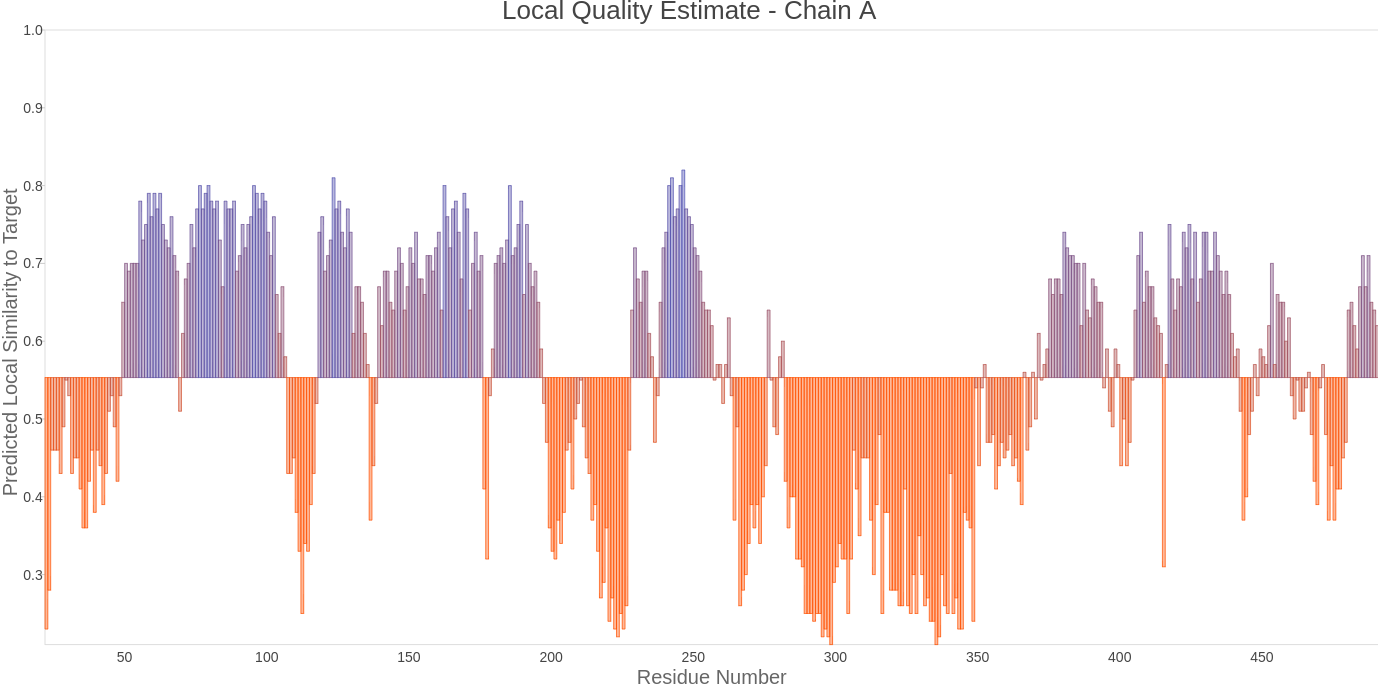 Local Quality Estimate - Chain A
Predicted Local Similarity to Target
1.0
0.9
0.8
0.7
0.6
0.5
0.4
0.3
50 100 150 200 250 300 350 400 450
Residue Number